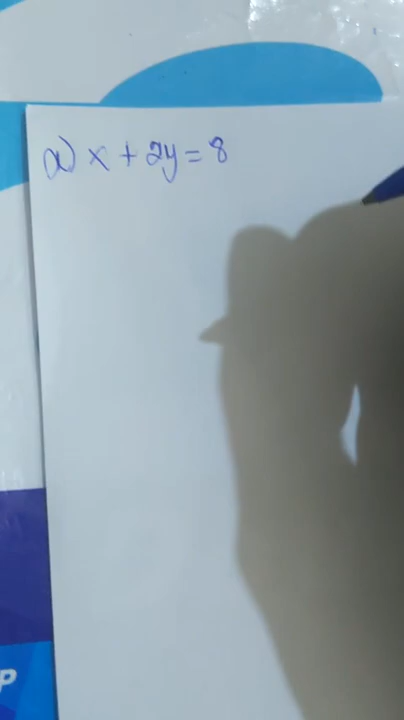 a) x + 2y = 8
P